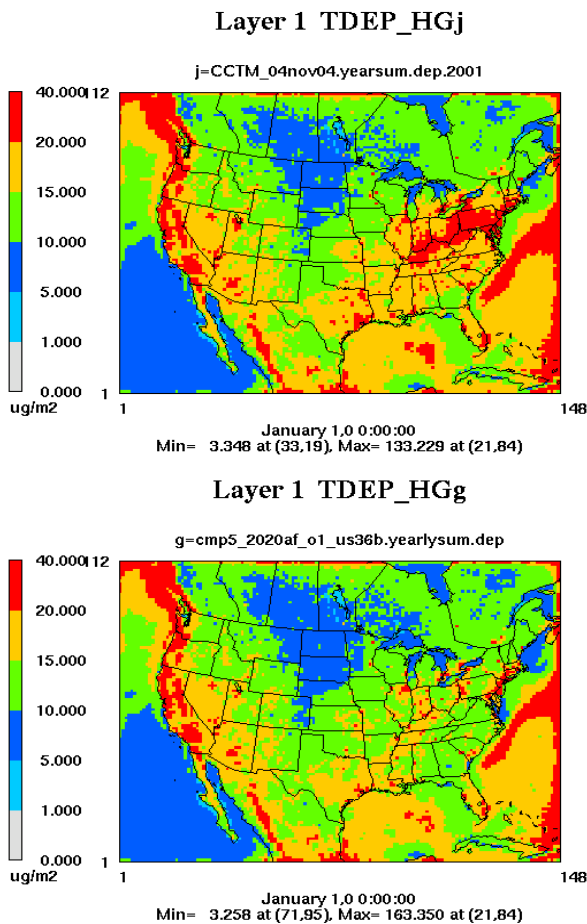 Layer 1 TDEP_HGj
j=CCTM_04nov04.yearsum.dep.2001
40.000
20.000
15.000
10.000
5.000
1.000
0.000
ug/m2
112
1
1
148
January 1,0 0:00:00
Min= 3.348 at (33,19), Max= 133.229 at (21,84)
Layer 1 TDEP_HGg
g=cmp5_2020af_o1_us36b.yearlysum.dep
40.000
20.000
15.000
10.000
5.000
1.000
0.000
ug/m2
112
1
1
148
January 1,0 0:00:00
Min= 3.258 at (71,95), Max= 163.350 at (21,84)